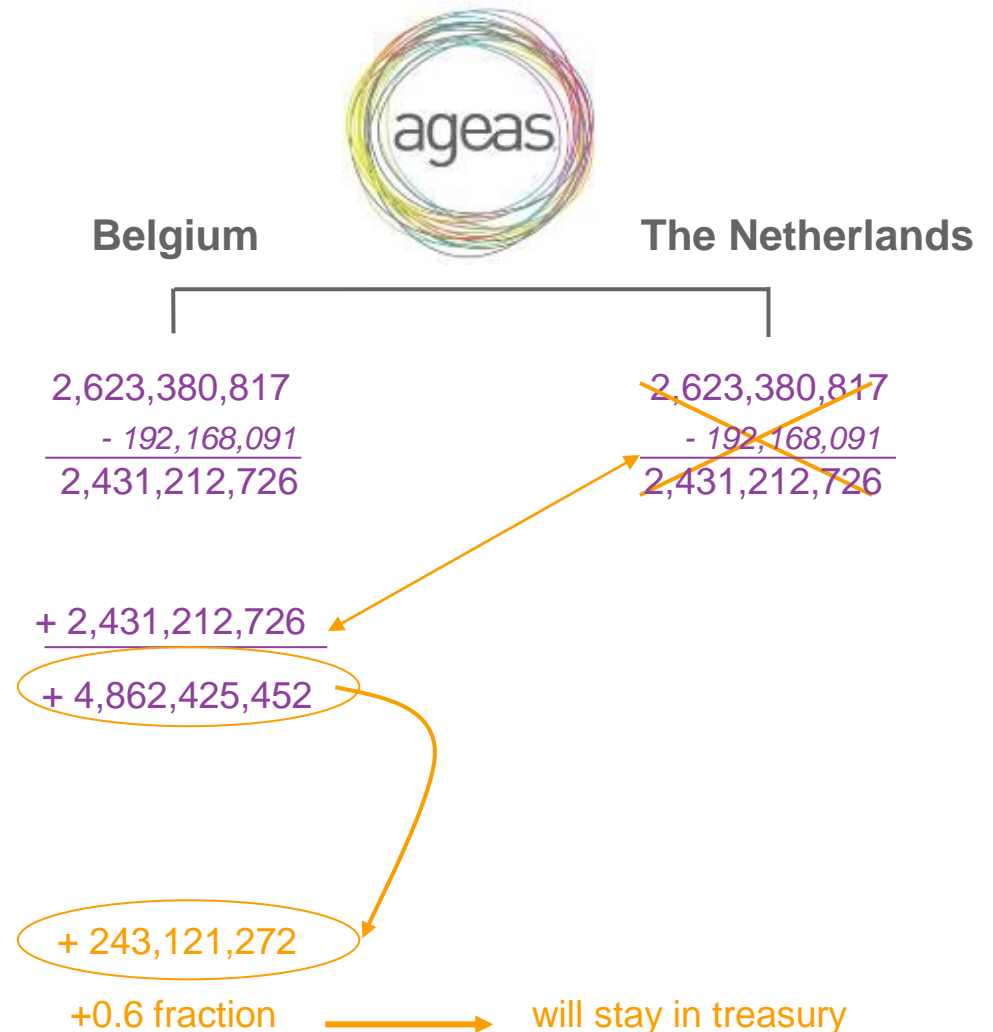 ageas
Belgium
The Netherlands
2,623,380,817
- 192,168,091
2,431,212,726
2,623,380,817
- 192,168,091
2,431,212,726
+ 2,431,212,726
+ 4,862,425,452
+ 243,121,272
+0.6 fraction
will stay in treasury